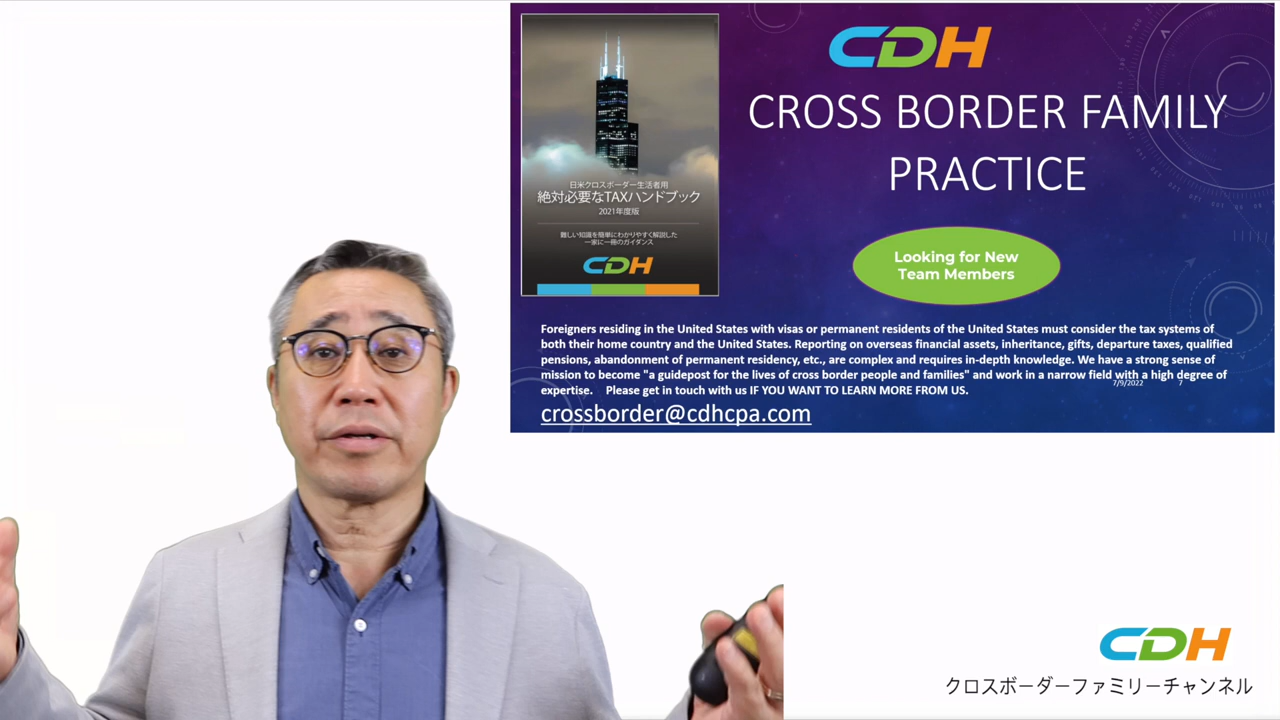 CDH
CROSS BORDER FAMILY
PRACTICE
日米クロスボーダー生活者用
絶対必要なTAXハンドブック
2021年度版
難しい知識を簡単にわかりやすく解説した
一家に一冊のガイダンス
CDH
Looking for New
Team Members
Foreigners residing in the United States with visas or permanent residents of the United States must consider the tax systems of
both their home country and the United States. Reporting on overseas financial assets, inheritance, gifts, departure taxes, qualified
pensions, abandonment of permanent residency, etc., are complex and requires in-depth knowledge. We have a strong sense of
mission to become "a guidepost for the lives of cross border people and families" and work in a narrow field with a high degree of
expertise. Please get in touch with us IF YOU WANT TO LEARN MORE FROM US.
7/9/2022 7
crossborder@cdhcpa.com
CDH
クロスボーダーファミリーチャンネル